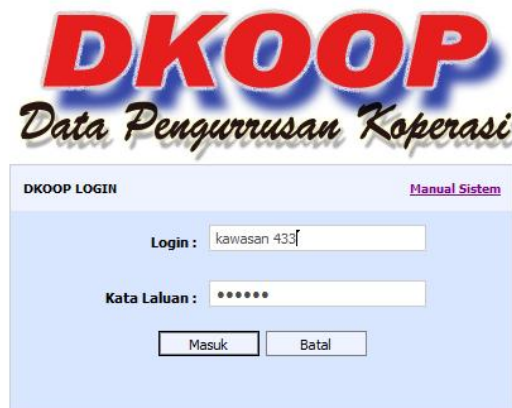 DKOOP
Data Pengurrusan Koperasi
DKOOP LOGIN Manual Sistem
Login : kawasan 433
Kata Laluan : ●●●●●●
Masuk Batal